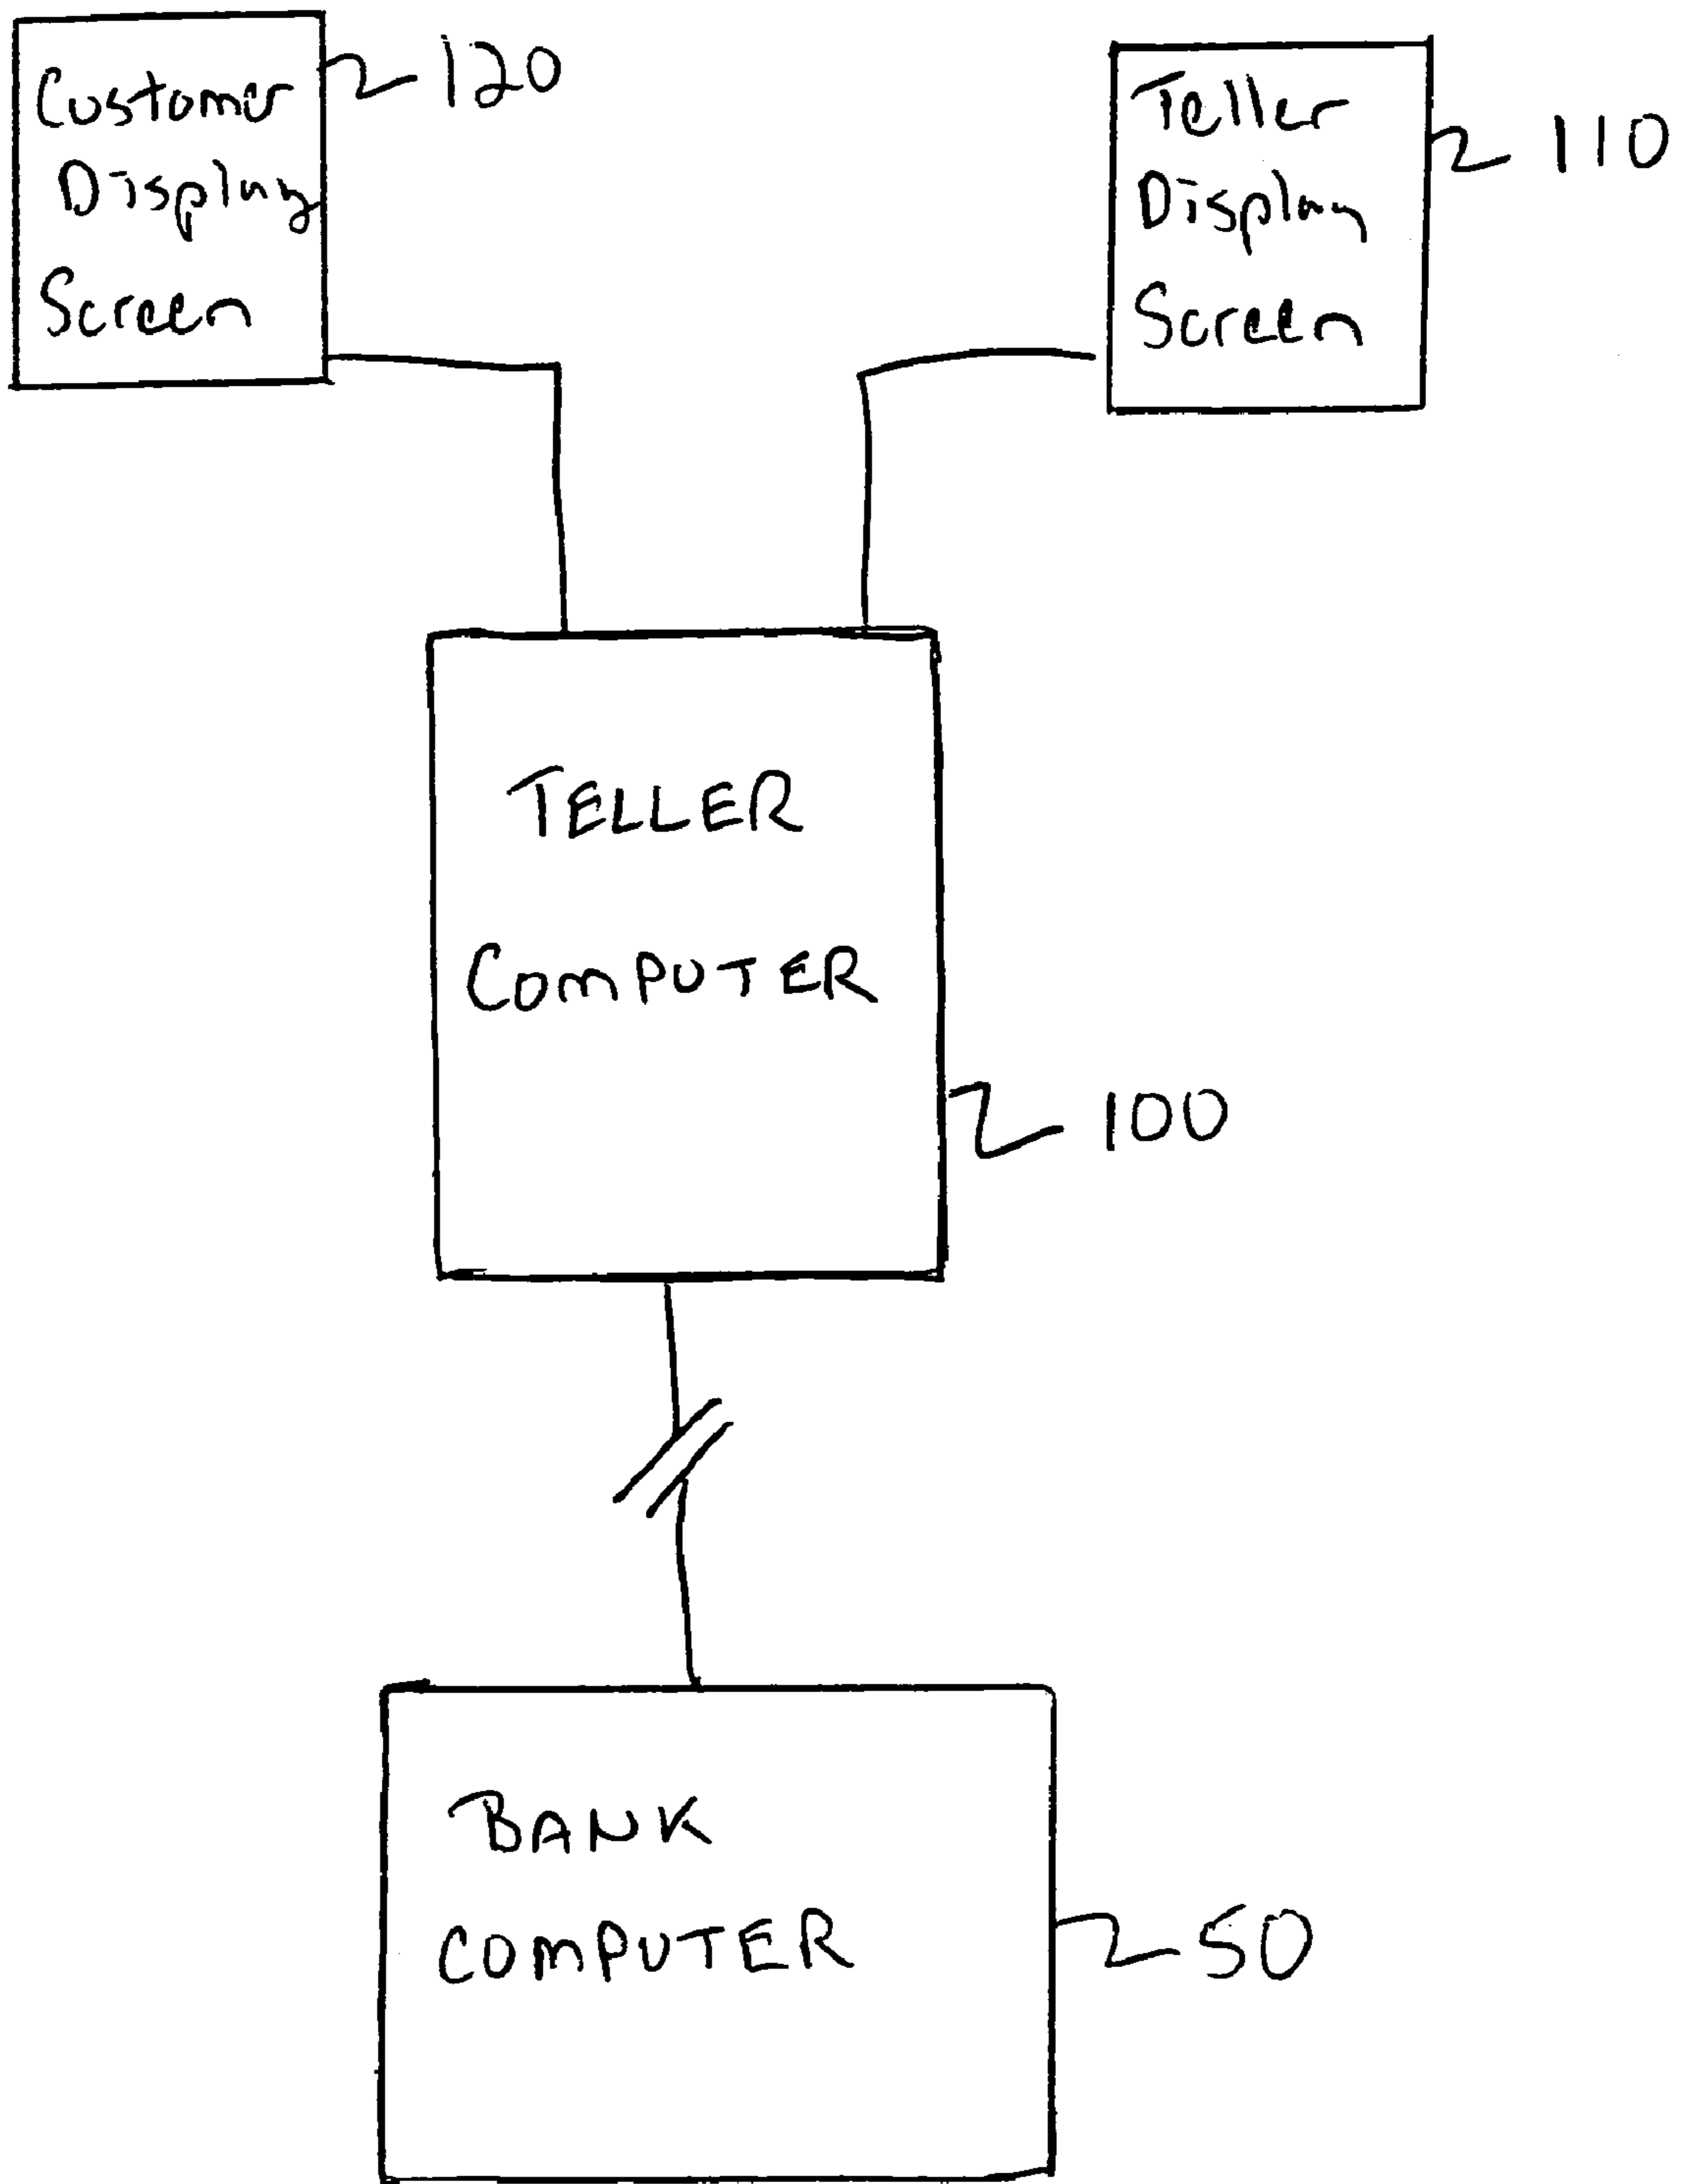 Customer
Display
Screen
120
Teller
Display
Screen
110
TELLER
COMPUTER
100
BANK
COMPUTER
50